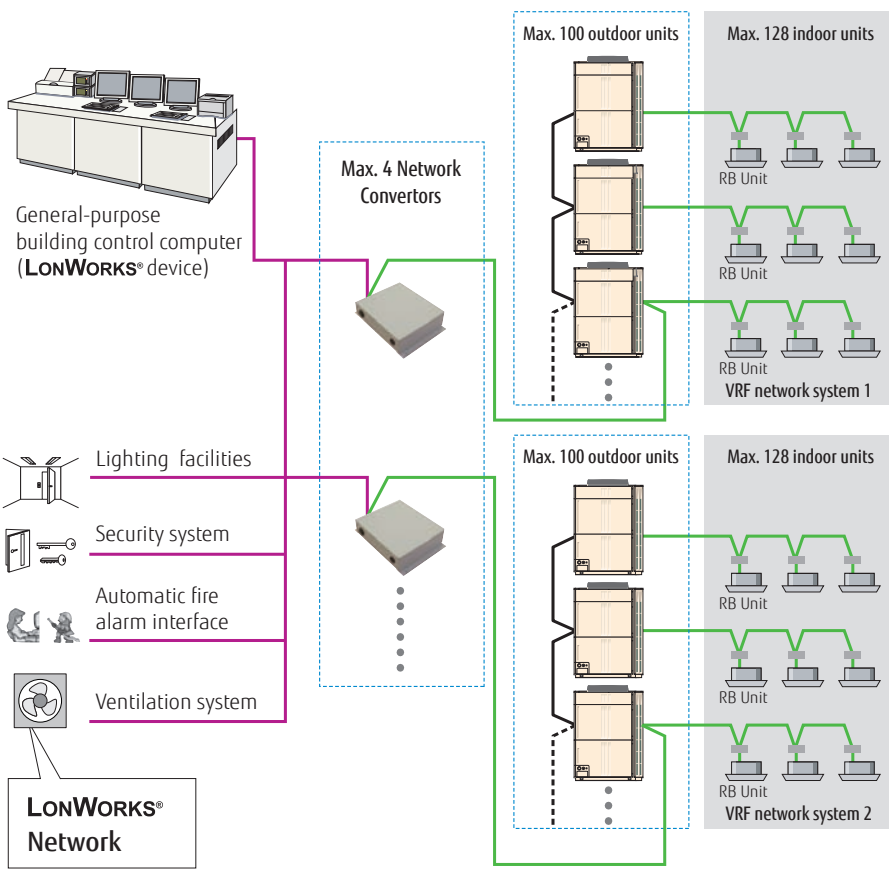 General-purpose
building control computer
(LONWORKS® device)
Max. 4 Network
Convertors
Max. 100 outdoor units
Max. 128 indoor units
RB Unit
RB Unit
RB Unit
VRF network system 1
Lighting facilities
Security system
Automatic fire
alarm interface
Ventilation system
LONWORKS®
Network
Max. 100 outdoor units
Max. 128 indoor units
RB Unit
RB Unit
RB Unit
VRF network system 2